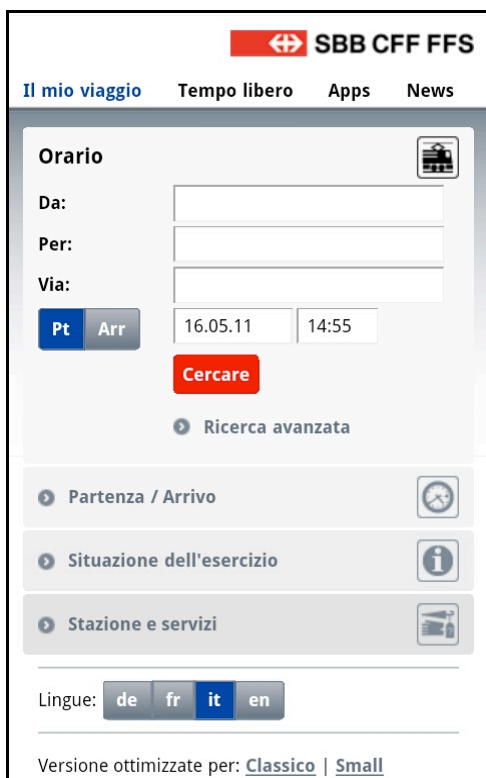 SBB CFF FFS
Il mio viaggio Tempo libero Apps News
Orario
Da:
Per:
Via:
Pt Arr 16.05.11 14:55
Cercare
Ricerca avanzata
Partenza / Arrivo
Situazione dell'esercizio
Stazione e servizi
Lingue: de fr it en
Versione ottimizzate per: Classico | Small